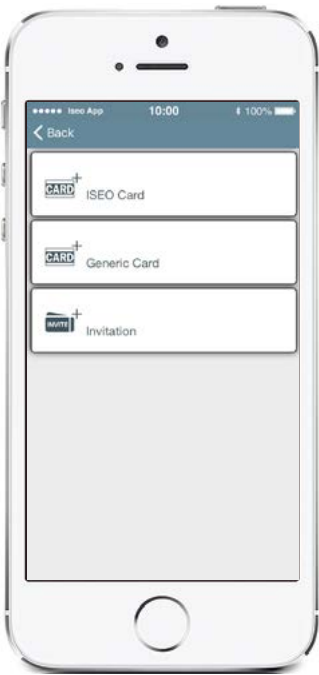 Iseo App 10:00 100%
Back
CARD
ISEO Card
CARD
Generic Card
INVITE
Invitation